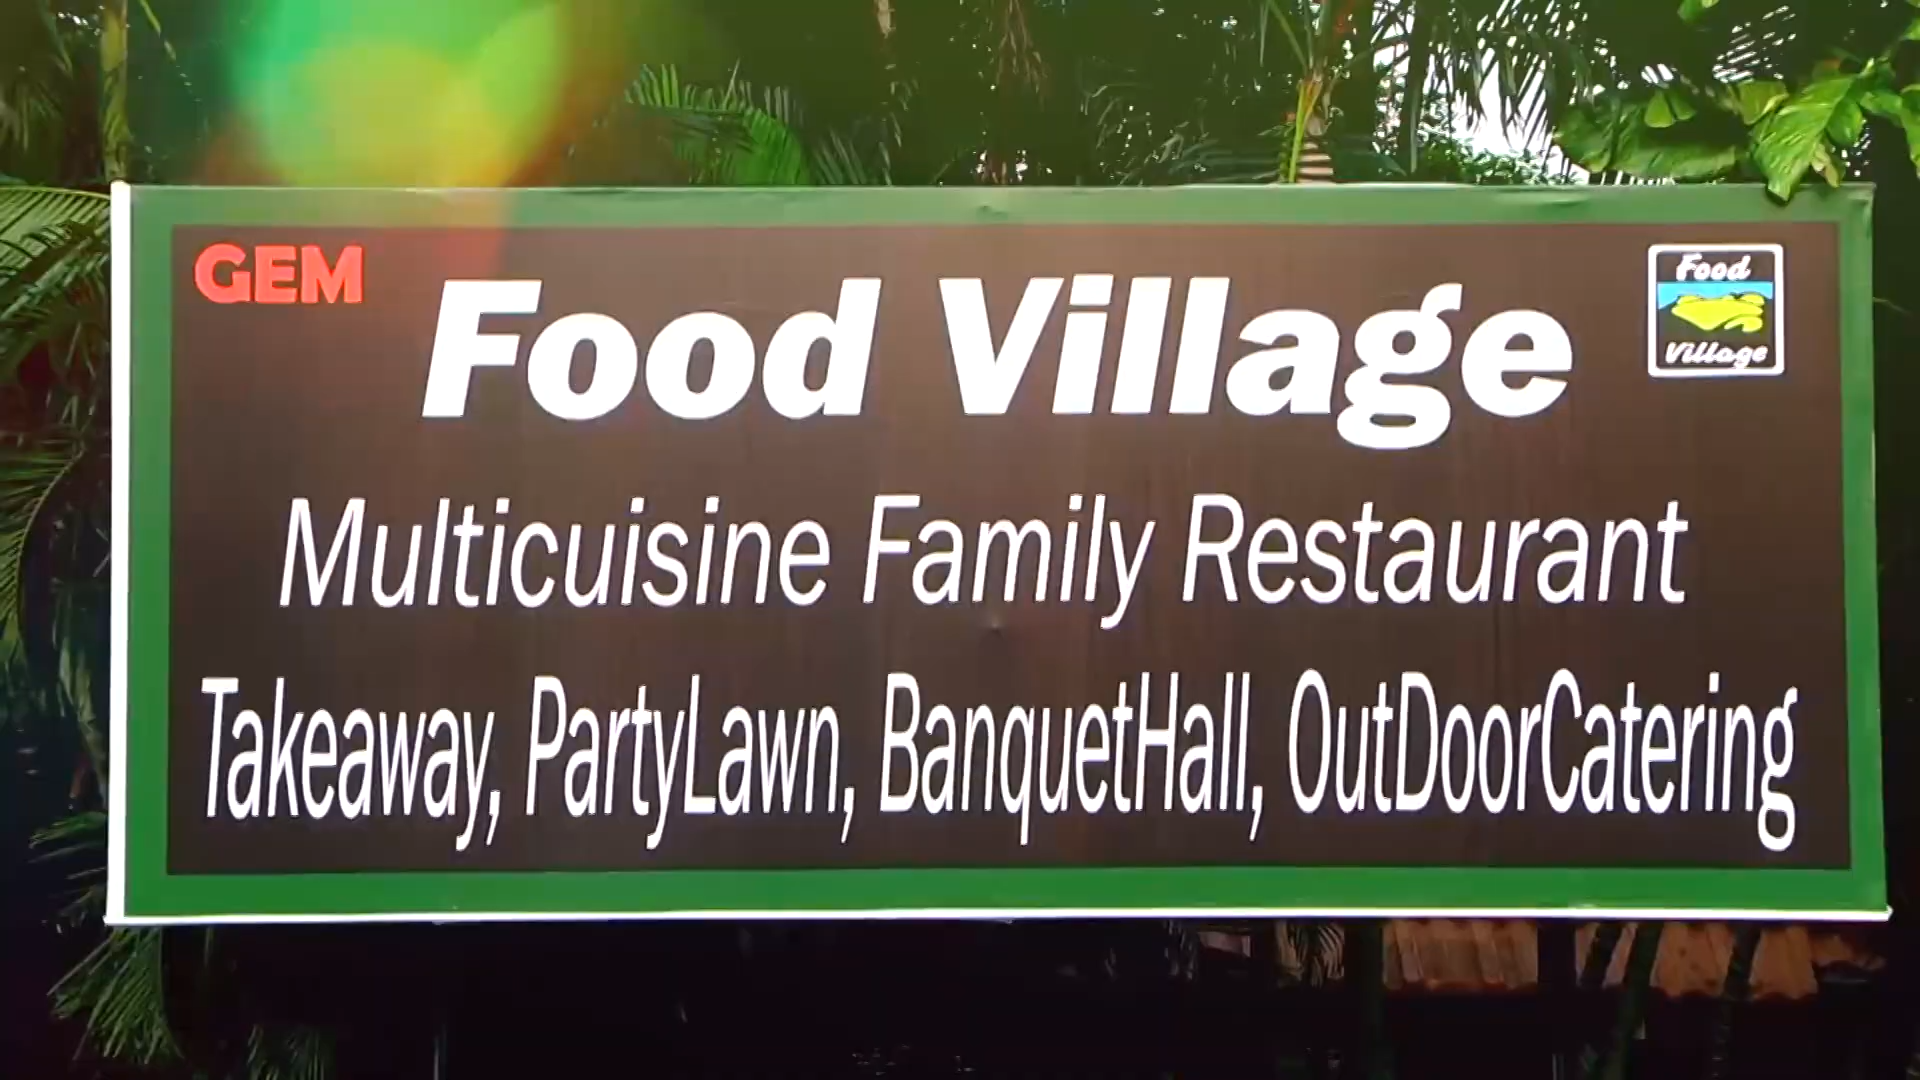 GEM
Food Village
Food
Village
Multicuisine Family Restaurant
Takeaway, PartyLawn, BanquetHall, OutDoorCatering